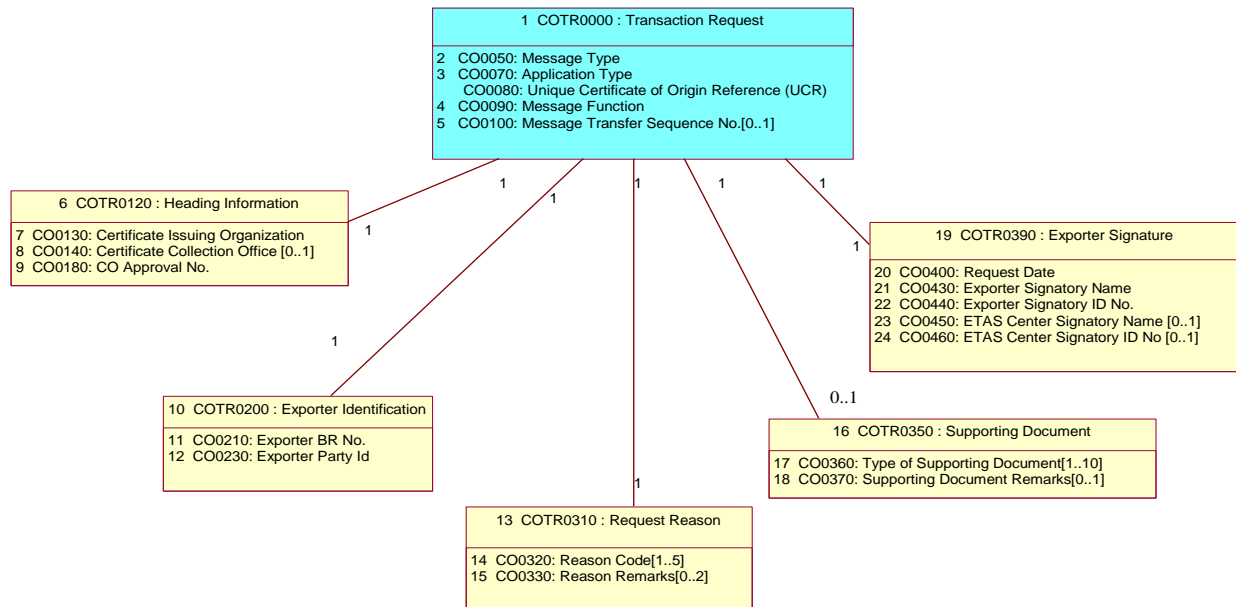 1 COTR0000 : Transaction Request
2 CO0050: Message Type
3 CO0070: Application Type
CO0080: Unique Certificate of Origin Reference (UCR)
4 CO0090: Message Function
5 CO0100: Message Transfer Sequence No.[0..1]
1
1
1
1
1
6 COTR0120 : Heading Information
7 CO0130: Certificate Issuing Organization
8 CO0140: Certificate Collection Office [0..1]
9 CO0180: CO Approval No.
1
1
19 COTR0390 : Exporter Signature
20 CO0400: Request Date
21 CO0430: Exporter Signatory Name
22 CO0440: Exporter Signatory ID No.
23 CO0450: ETAS Center Signatory Name [0..1]
24 CO0460: ETAS Center Signatory ID No [0..1]
1
0..1
10 COTR0200 : Exporter Identification
11 CO0210: Exporter BR No.
12 CO0230: Exporter Party Id
16 COTR0350 : Supporting Document
17 CO0360: Type of Supporting Document[1..10]
18 CO0370: Supporting Document Remarks[0..1]
1
13 COTR0310 : Request Reason
14 CO0320: Reason Code[1..5]
15 CO0330: Reason Remarks[0..2]